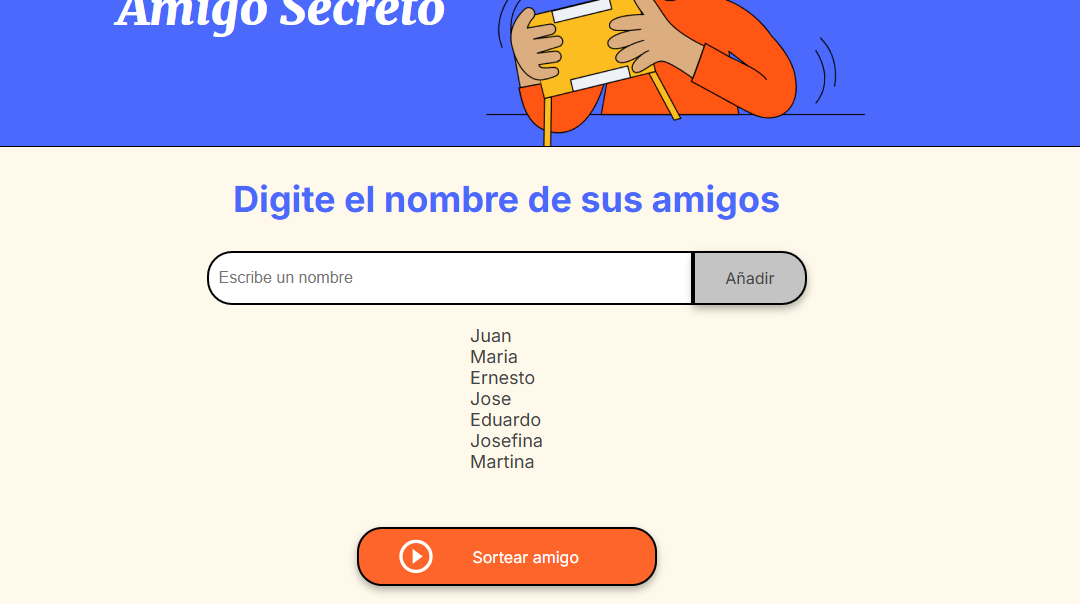 Amigo Secreto
Digite el nombre de sus amigos
Escribe un nombre
Añadir
Juan
Maria
Ernesto
Jose
Eduardo
Josefina
Martina
Sortear amigo